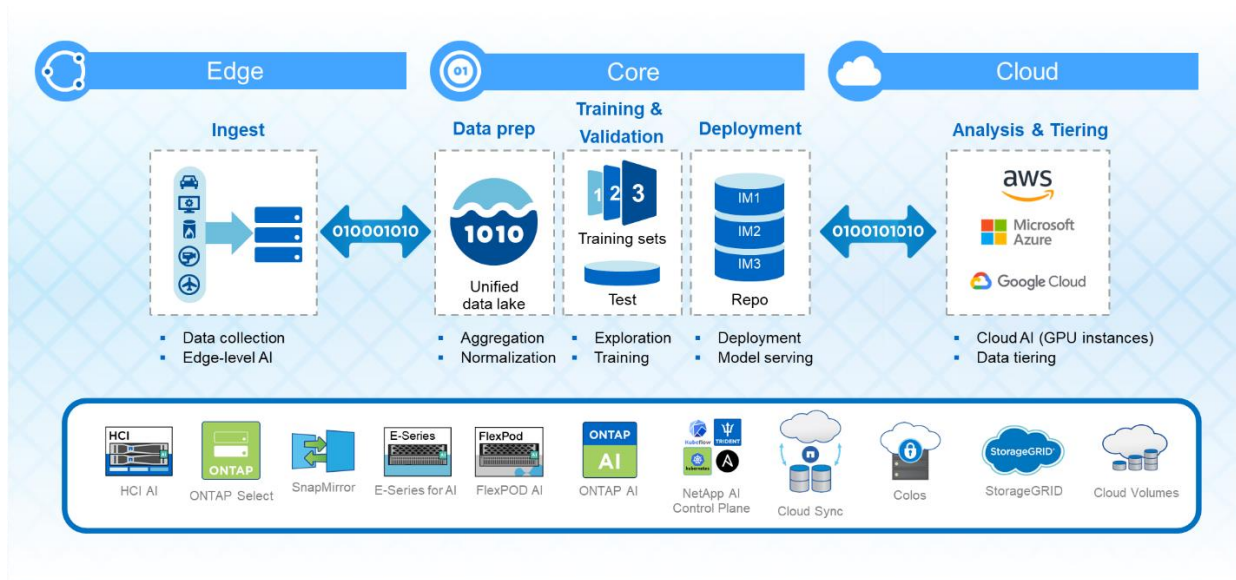 Edge
01
Core
Cloud
Ingest
Data prep
Training &
Validation
Deployment
Analysis & Tiering
010001010
1010
Unified
data lake
1 2 3
Training sets
Test
IM1
IM2
IM3
Repo
0100101010
aws
Microsoft
Azure
Google Cloud
Data collection
Edge-level AI
Aggregation
Normalization
Exploration
Training
Deployment
Model serving
Cloud AI (GPU instances)
Data tiering
HCI
HCI AI
ONTAP
ONTAP Select
SnapMirror
E-Series
E-Series for AI
FlexPod
FlexPOD AI
ONTAP
AI
ONTAP AI
Kubeflow
TRIDENT
kubernetes
NetApp AI
Control Plane
Cloud Sync
Colos
StorageGRID
StorageGRID
Cloud Volumes